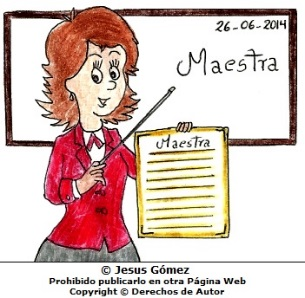 26-06-2014
Maestra
Maestra
© Jesus Gómez
Prohibido publicarlo en otra Página Web
Copyright © Derechos de Autor